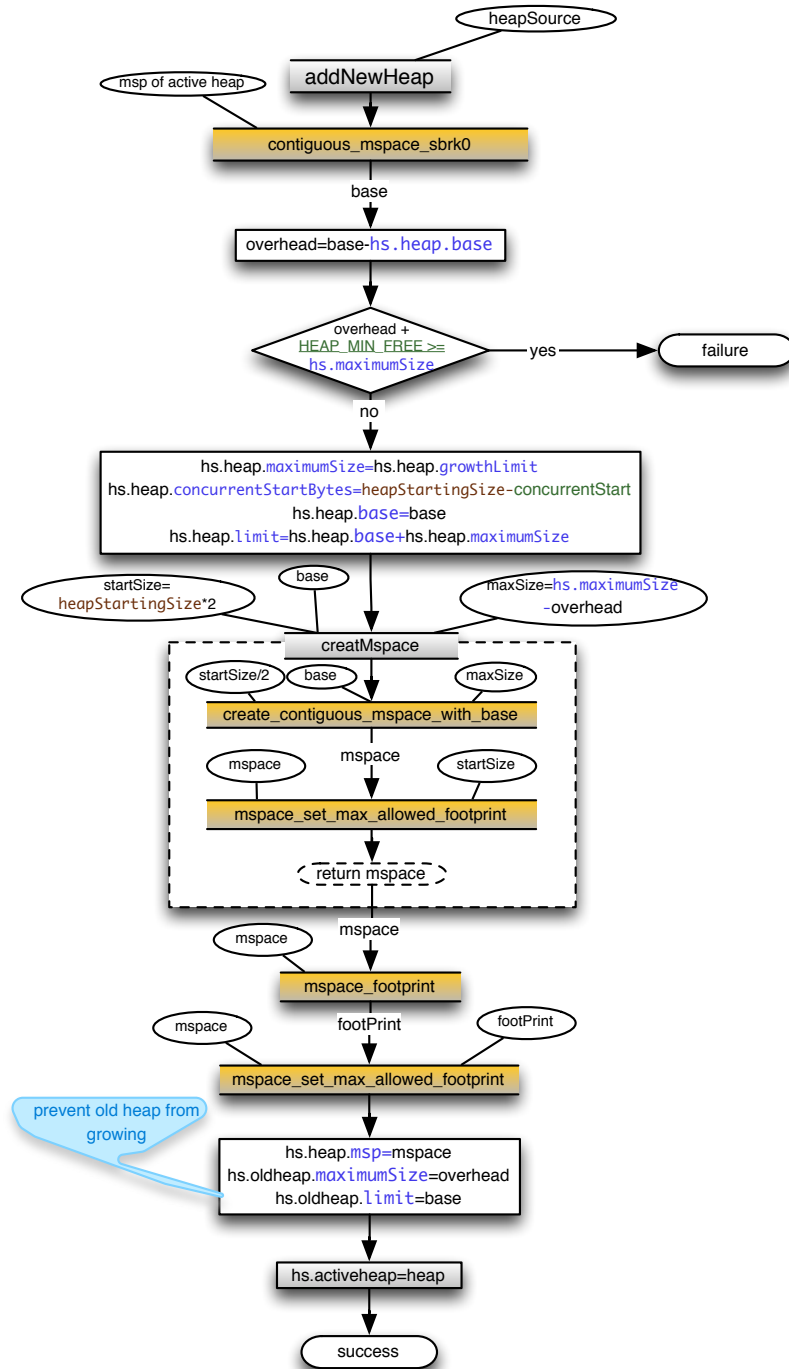 heapSource
addNewHeap
msp of active heap
contiguous_mspace_sbrk0
base
overhead=base-hs.heap.base
overhead +
HEAP_MIN_FREE >=
hs.maximumSize
yes
failure
no
hs.heap.maximumSize=hs.heap.growthLimit
hs.heap.concurrentStartBytes=heapStartingSize-concurrentStart
hs.heap.base=base
hs.heap.limit=hs.heap.base+hs.heap.maximumSize
startSize=
heapStartingSize*2
base
maxSize=hs.maximumSize
-overhead
creatMspace
startSize/2
base
maxSize
create_contiguous_mspace_with_base
mspace
mspace
startSize
mspace_set_max_allowed_footprint
return mspace
mspace
mspace
mspace_footprint
footPrint
mspace
footPrint
mspace_set_max_allowed_footprint
prevent old heap from
growing
hs.heap.msp=mspace
hs.oldheap.maximumSize=overhead
hs.oldheap.limit=base
hs.activeheap=heap
success